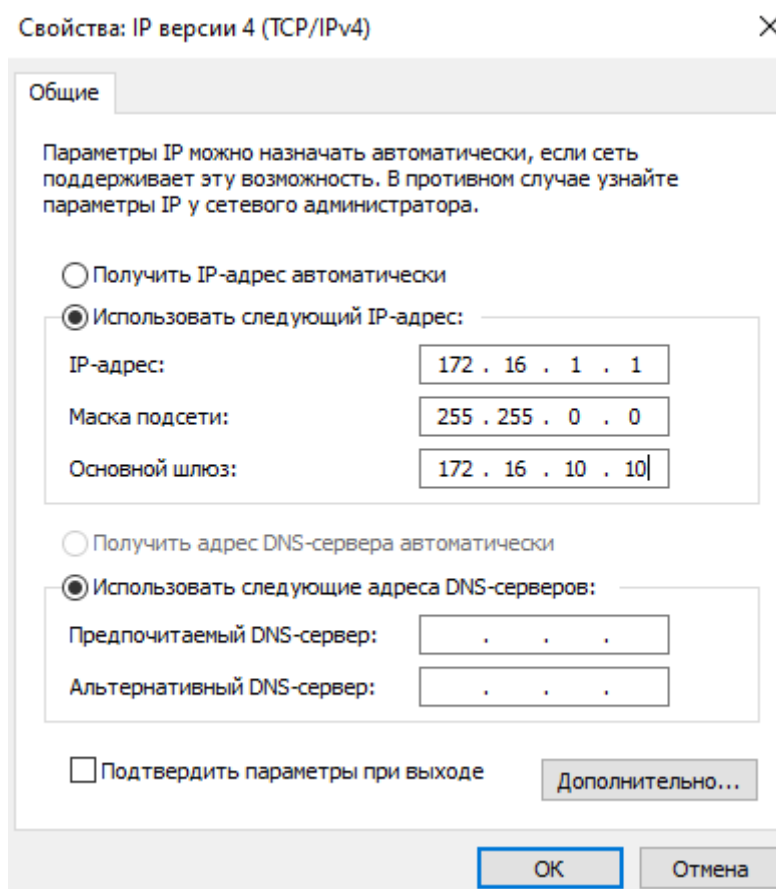 Свойства: IP версии 4 (TCP/IPv4)
Общие
Параметры IP можно назначать автоматически, если сеть
поддерживает эту возможность. В противном случае узнайте
параметры IP у сетевого администратора.
Получить IP-адрес автоматически
Использовать следующий IP-адрес:
IP-адрес: 172 . 16 . 1 . 1
Маска подсети: 255 . 255 . 0 . 0
Основной шлюз: 172 . 16 . 10 . 10
Получить адрес DNS-сервера автоматически
Использовать следующие адреса DNS-серверов:
Предпочитаемый DNS-сервер: . . .
Альтернативный DNS-сервер: . . .
Подтвердить параметры при выходе
Дополнительно...
ОК Отмена